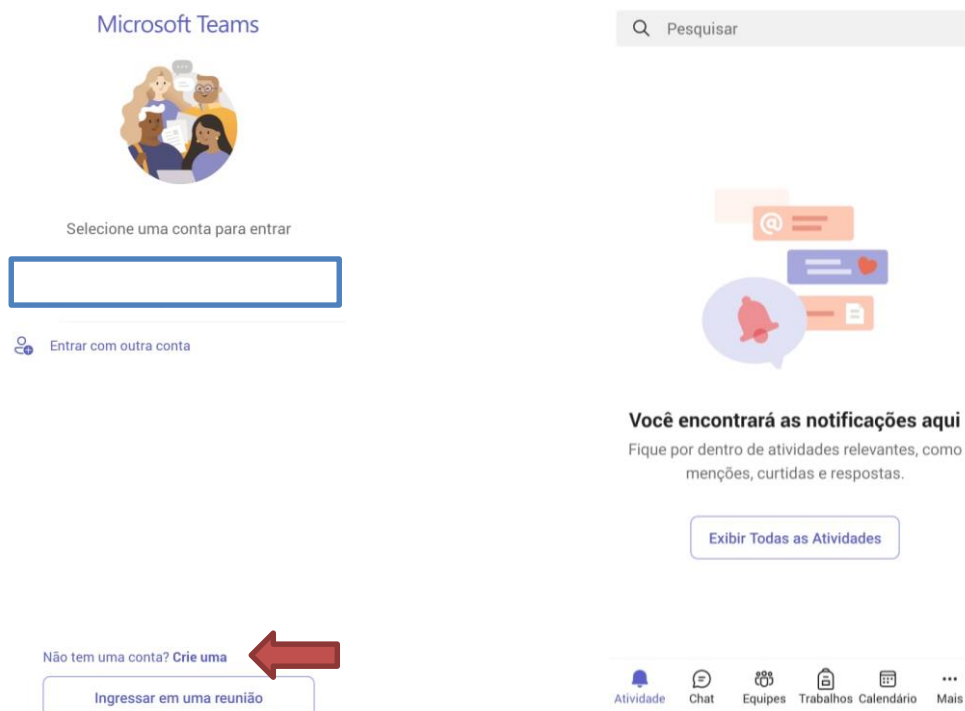 Microsoft Teams
Selecione uma conta para entrar
Entrar com outra conta
Não tem uma conta? Crie uma
Ingressar em uma reunião
Pesquisar
@
Você encontrará as notificações aqui
Fique por dentro de atividades relevantes, como
menções, curtidas e respostas.
Exibir Todas as Atividades
Atividade Chat Equipes Trabalhos Calendário Mais